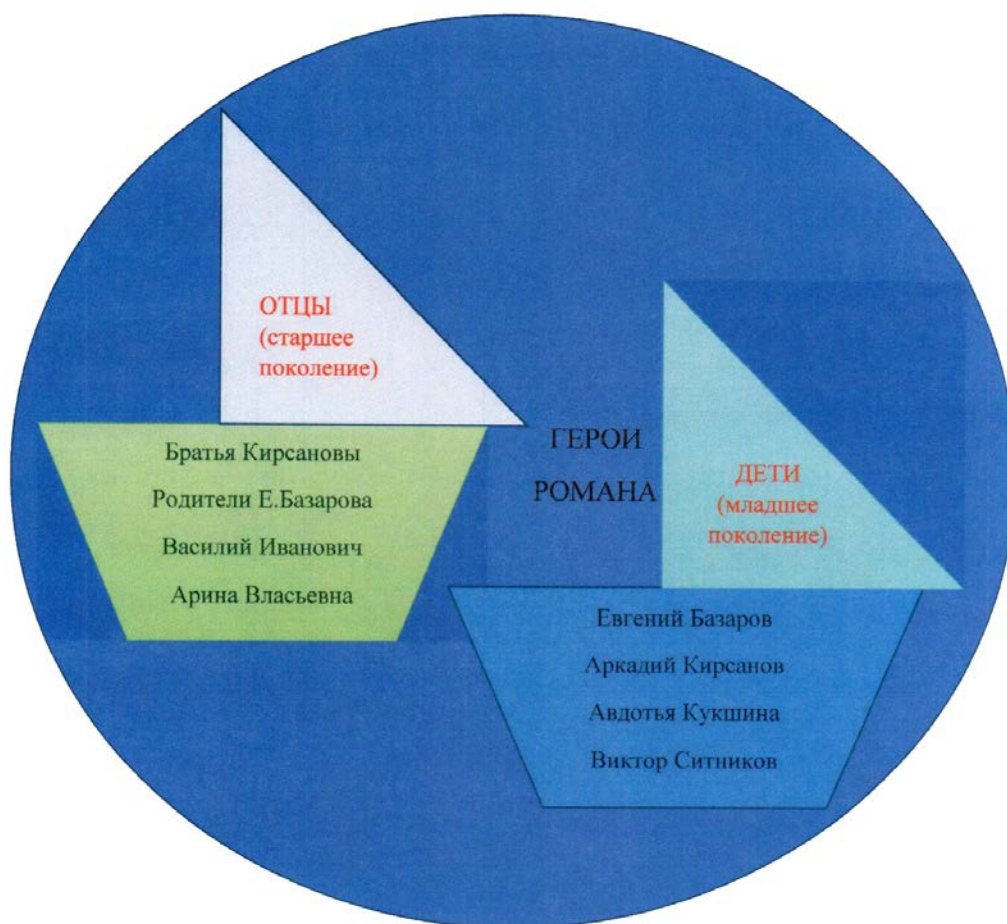 ОТЦЫ
(старшее
поколение)
Братья Кирсановы
Родители Е.Базарова
Василий Иванович
Арина Власьевна
ГЕРОИ
РОМАНА
ДЕТИ
(младшее
поколение)
Евгений Базаров
Аркадий Кирсанов
Авдотья Кукшина
Виктор Ситников